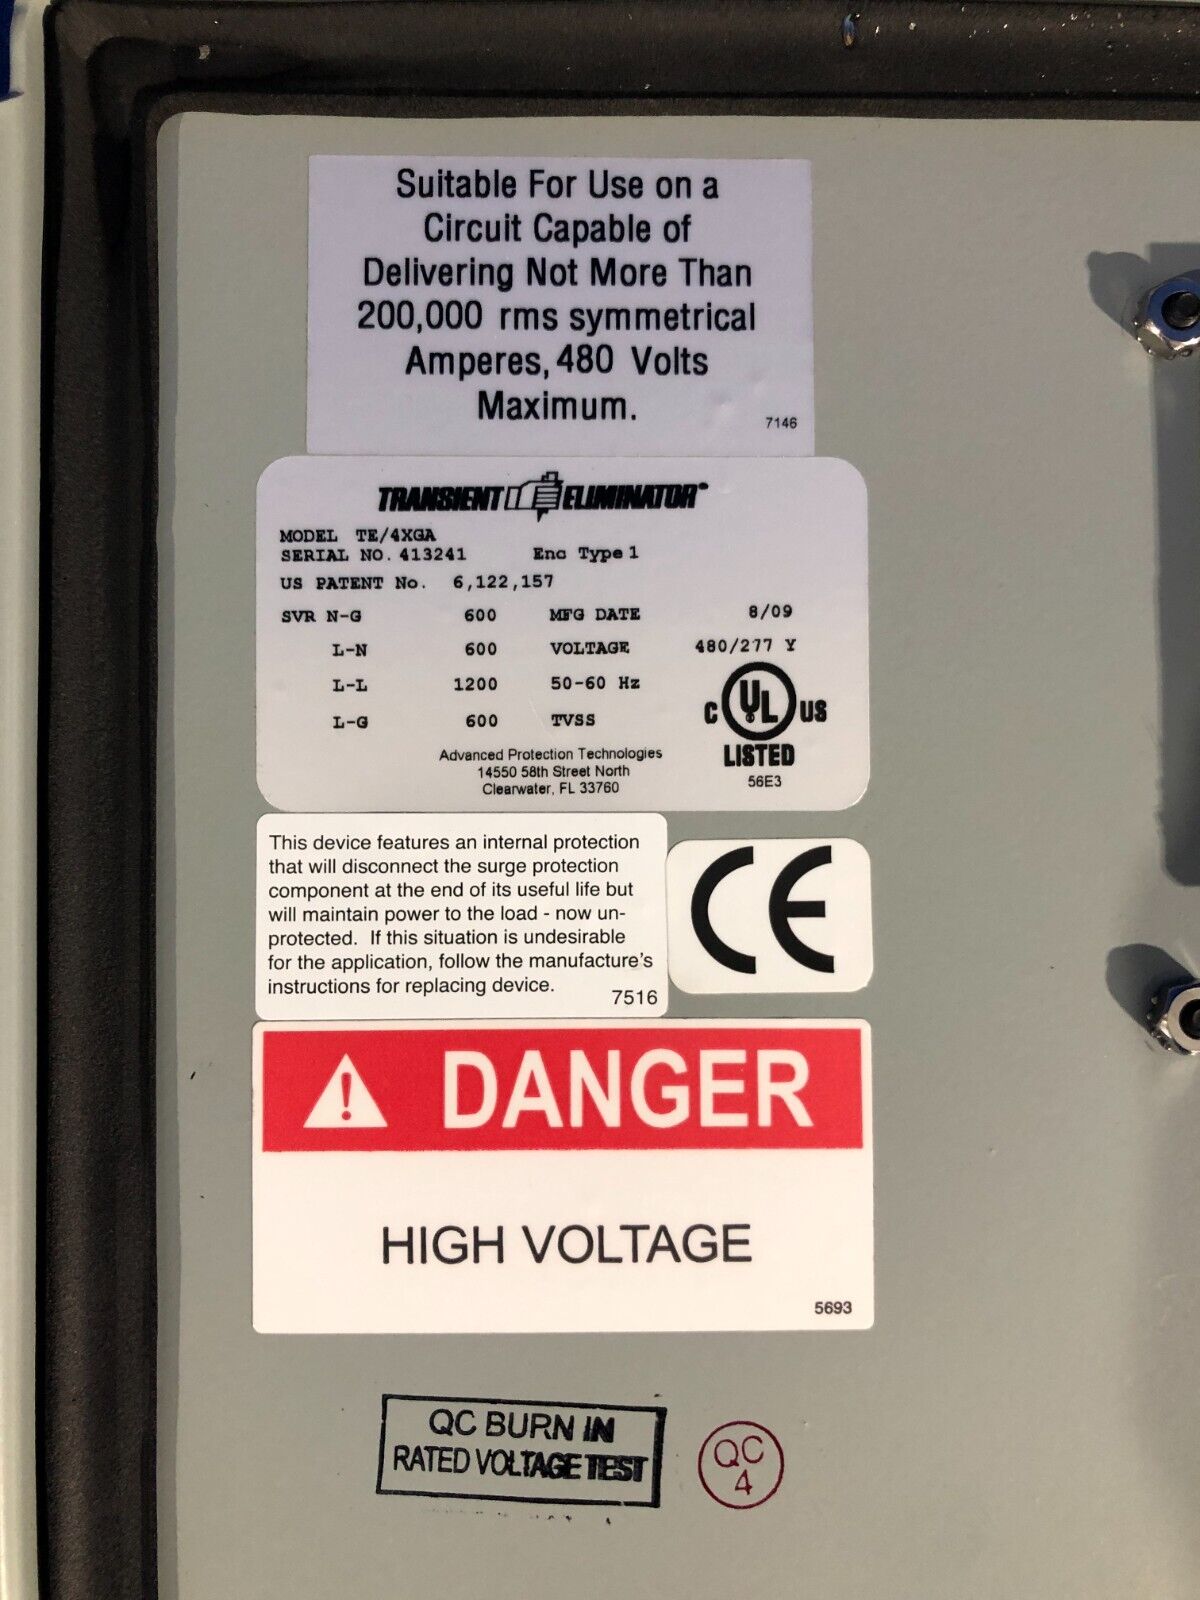 Suitable For Use on a
Circuit Capable of
Delivering Not More Than
200,000 rms symmetrical
Amperes, 480 Volts
Maximum.
7146
TRANSIENT ELIMINATOR
MODEL TE/4XGA
SERIAL NO. 413241 Enc Type 1
US PATENT No. 6,122,157
SVR N-G 600 MFG DATE 8/09
L-N 600 VOLTAGE 480/277 Y
L-L 1200 50-60 Hz
L-G 600 TVSS
C UL US
LISTED
56E3
Advanced Protection Technologies
14550 58th Street North
Clearwater, FL 33760
This device features an internal protection
that will disconnect the surge protection
component at the end of its useful life but
will maintain power to the load - now un-
protected. If this situation is undesirable
for the application, follow the manufacture's
instructions for replacing device.
7516
CE
DANGER
HIGH VOLTAGE
5693
QC BURN IN
RATED VOLTAGE TEST
QC
4